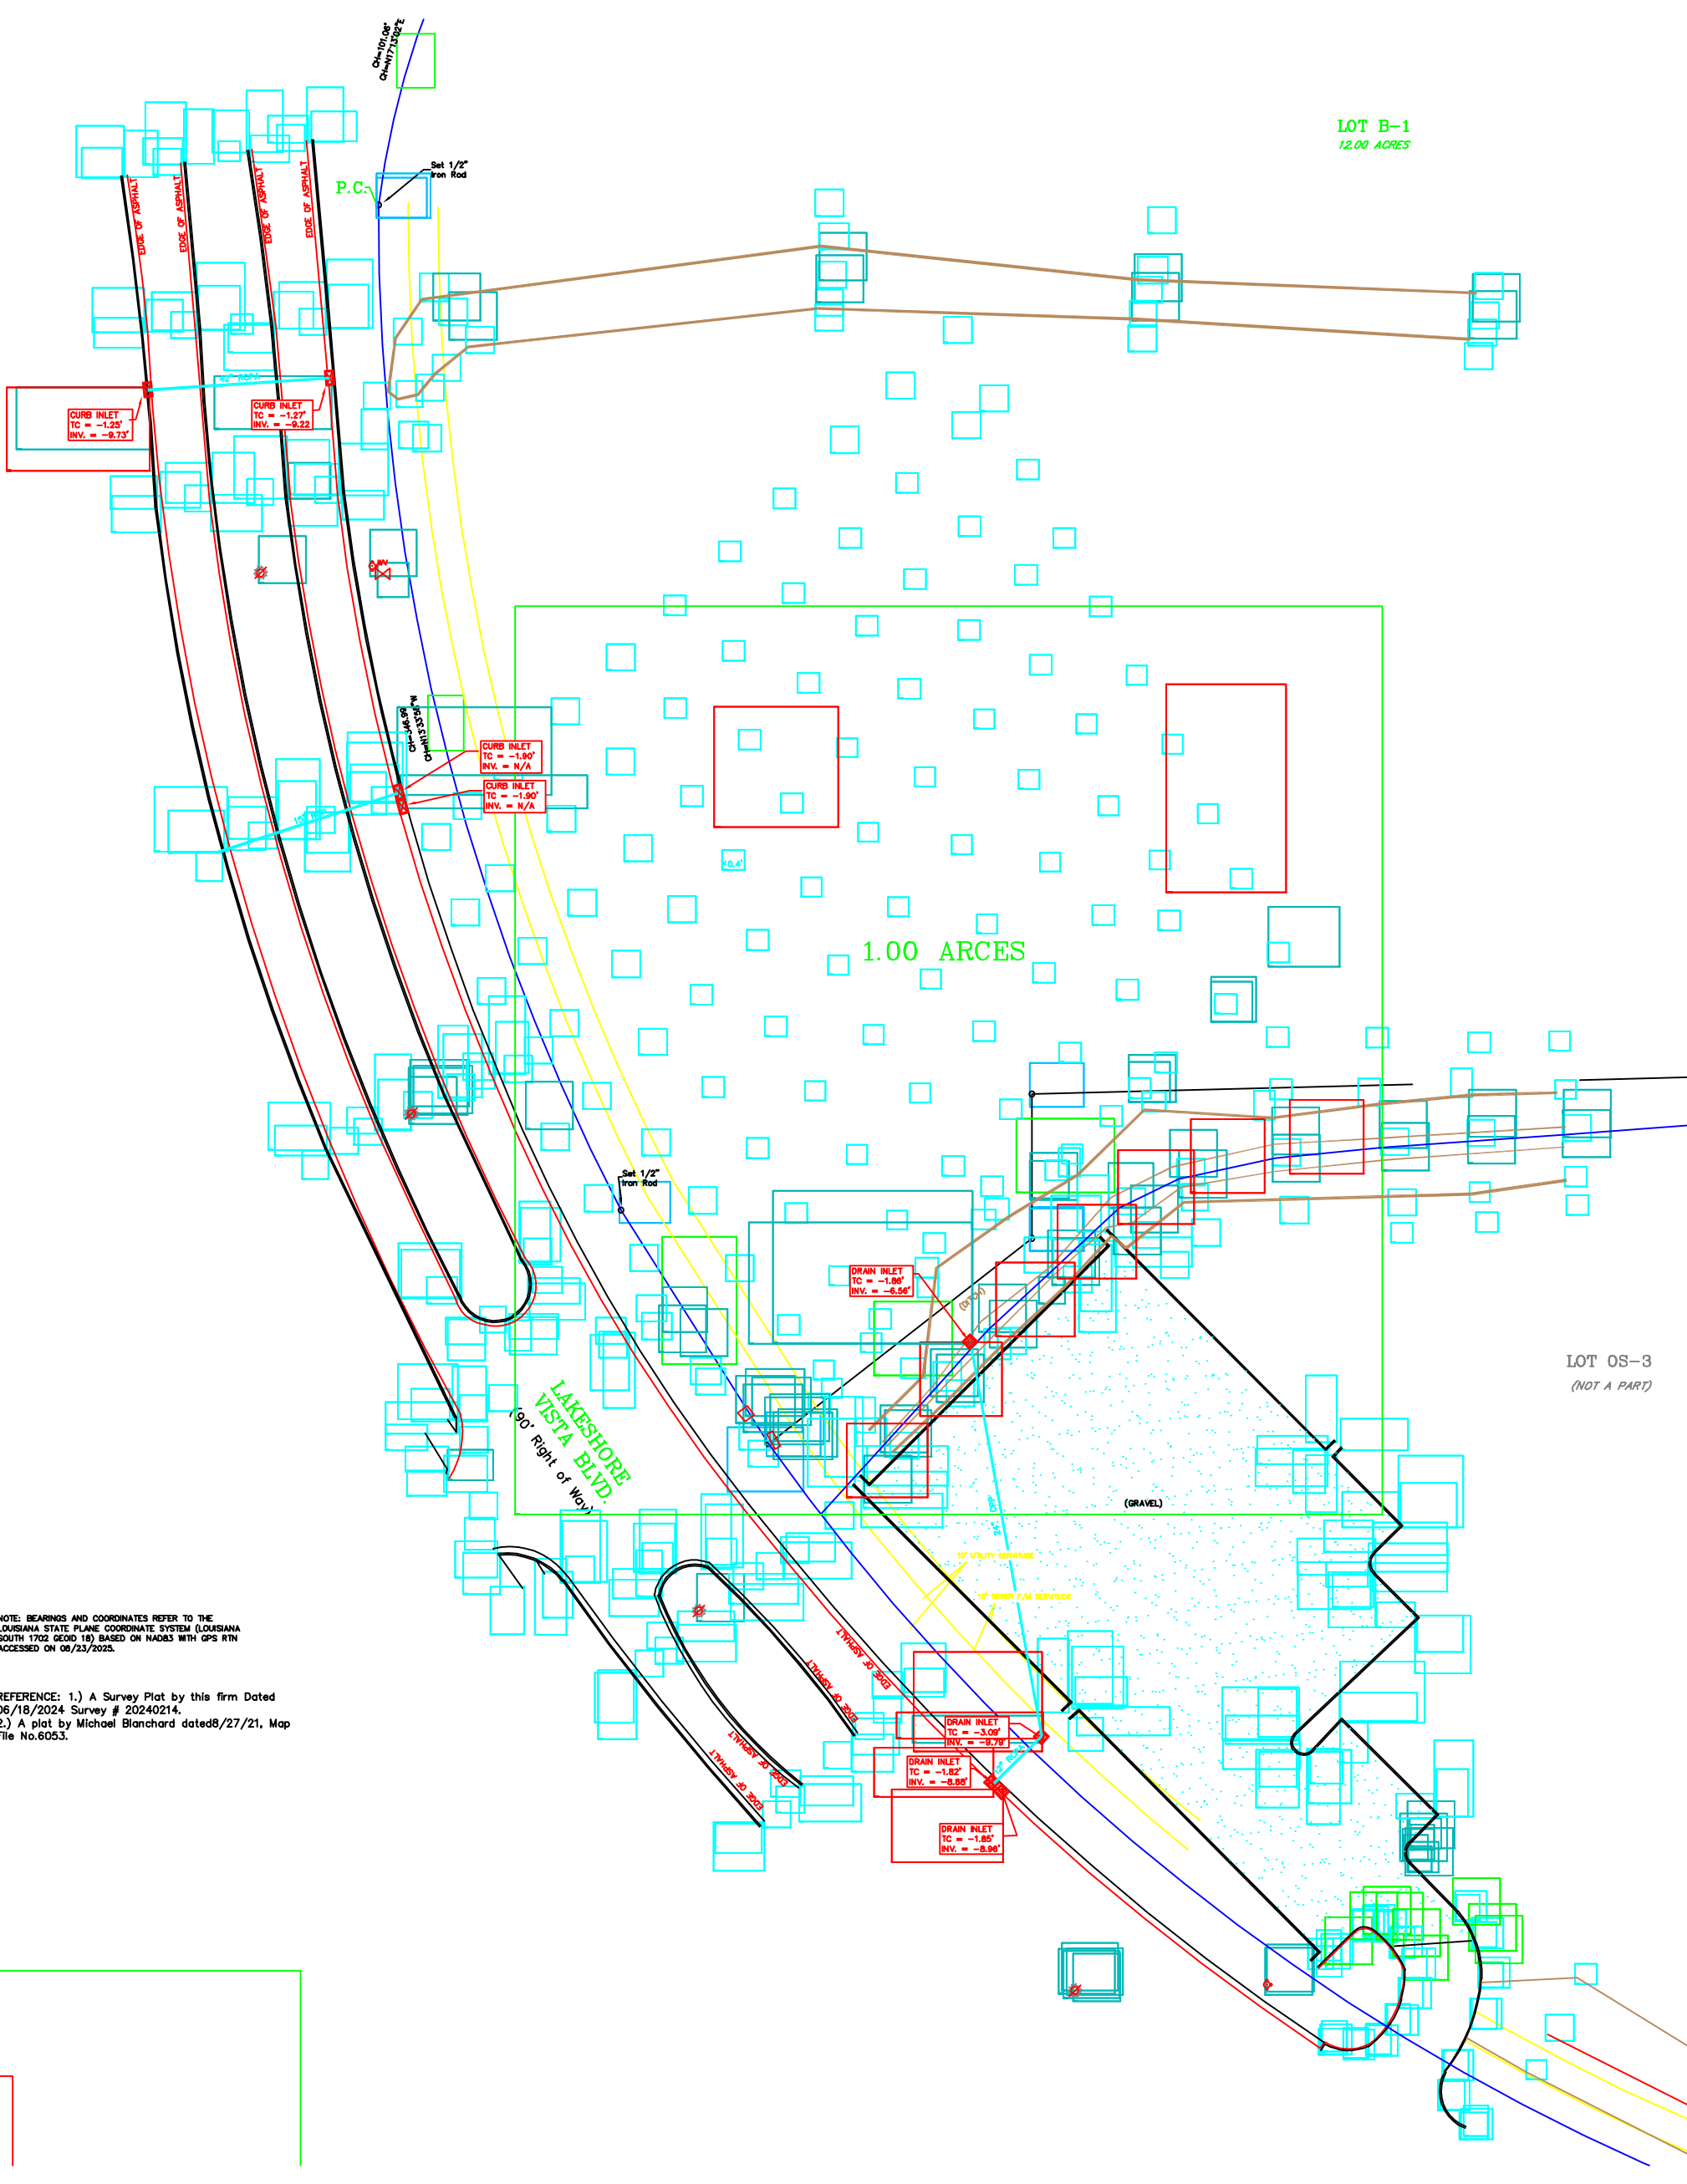 CH=101.06'
CH=N17°13'02"E
LOT B-1
12.00 ACRES
Set 1/2"
Iron Rod
P.C.
EDGE OF ASPHALT
EDGE OF ASPHALT
EDGE OF ASPHALT
EDGE OF ASPHALT
CURB INLET
TC = -1.25'
INV. = -9.73'
CURB INLET
TC = -1.27'
INV. = -9.22
CURB INLET
TC = -1.90'
INV. = N/A
CURB INLET
TC = -1.90'
INV. = N/A
1.00 ARCES
Set 1/2"
Iron Rod
DRAIN INLET
TC = -1.86'
INV. = -6.56'
(DITCH)
LOT OS-3
(NOT A PART)
LAKESHORE
VISTA BLVD.
(90' Right of Way)
(GRAVEL)
10' UTILITY SERVITUDE
EDGE OF ASPHALT
EDGE OF ASPHALT
EDGE OF ASPHALT
EDGE OF ASPHALT
NOTE: BEARINGS AND COORDINATES REFER TO THE
LOUISIANA STATE PLANE COORDINATE SYSTEM (LOUISIANA
SOUTH 1702 GEOID 18) BASED ON NAD83 WITH GPS RTN
ACCESSED ON 06/23/2025.
REFERENCE: 1.) A Survey Plat by this firm Dated
06/18/2024 Survey # 20240214.
2.) A plat by Michael Blanchard dated8/27/21, Map
File No.6053.
DRAIN INLET
TC = -3.09'
INV. = -9.79'
DRAIN INLET
TC = -1.82'
INV. = -8.88'
DRAIN INLET
TC = -1.85'
INV. = -8.96'